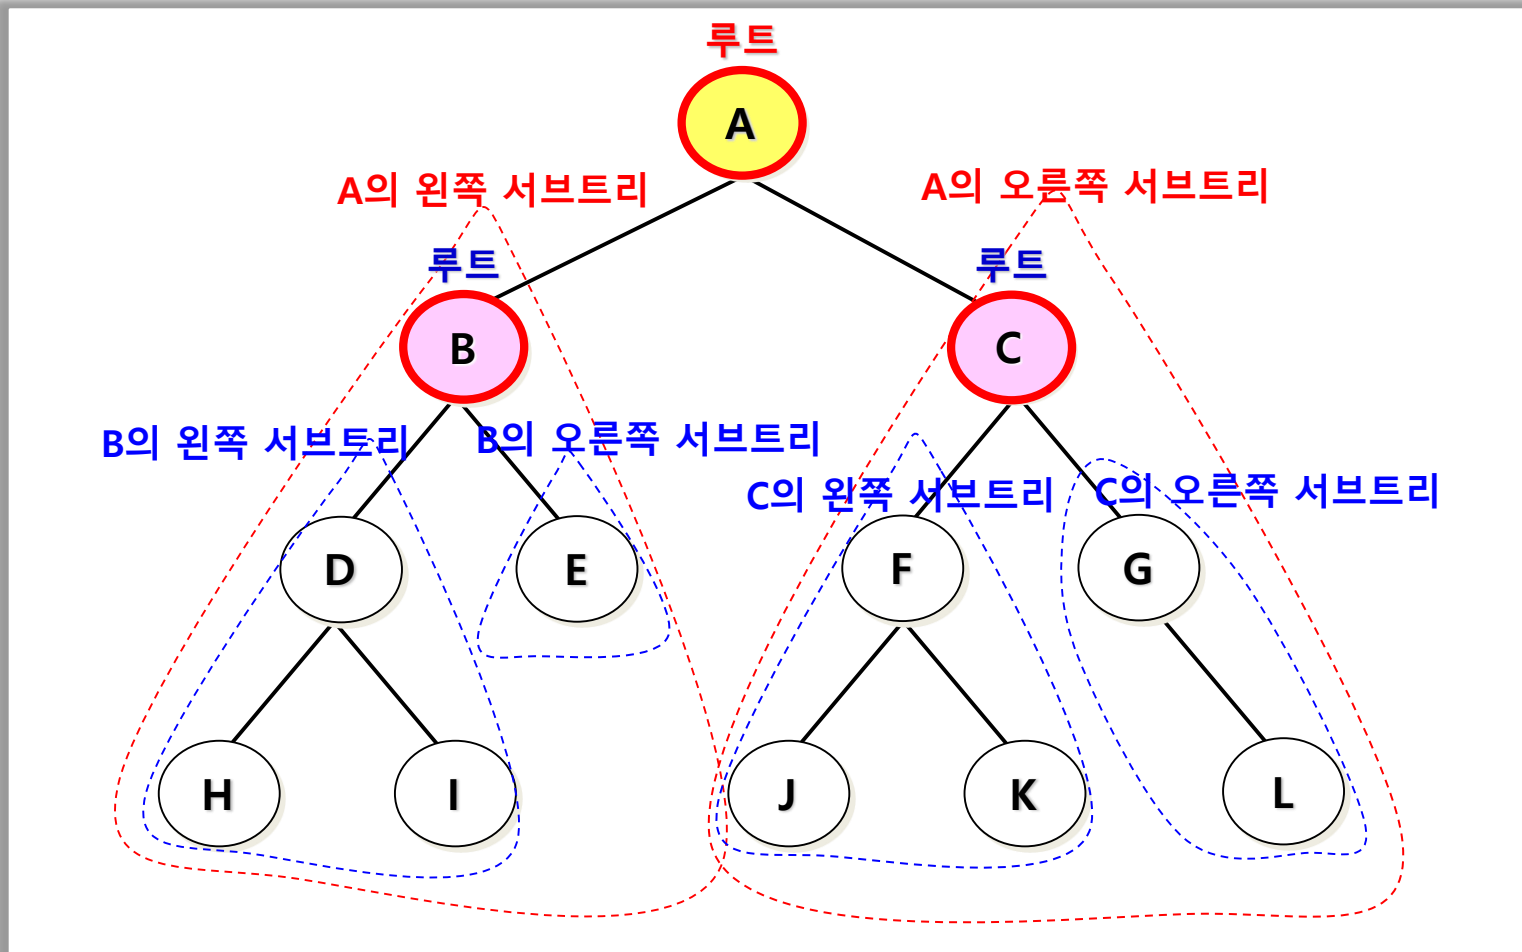 루트
A
A의 왼쪽 서브트리
A의 오른쪽 서브트리
루트
루트
B
C
B의 왼쪽 서브트리
B의 오른쪽 서브트리
C의 왼쪽 서브트리
C의 오른쪽 서브트리
D
E
F
G
H
I
J
K
L